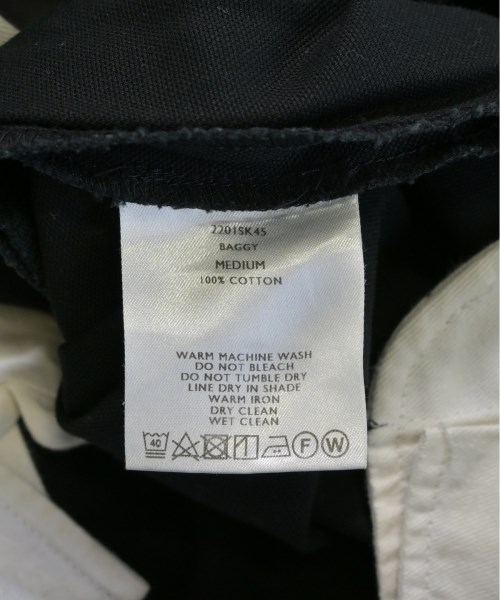 2201SK45
BAGGY
MEDIUM
100% COTTON
WARM MACHINE WASH
DO NOT BLEACH
DO NOT TUMBLE DRY
LINE DRY IN SHADE
WARM IRON
DRY CLEAN
WET CLEAN
40 F W